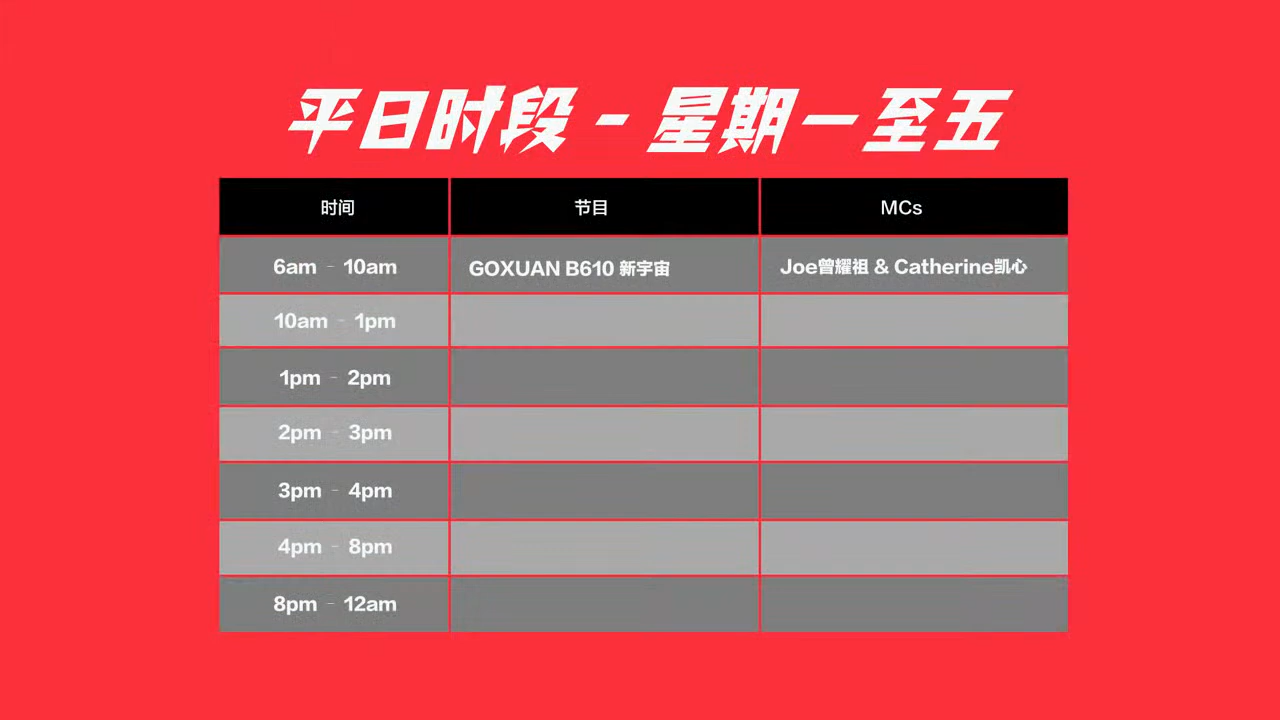 平日时段 - 星期一至五
时间 节目 MCs
6am - 10am GOXUAN B610 新宇宙 Joe曾耀祖 & Catherine凯心
10am - 1pm
1pm - 2pm
2pm - 3pm
3pm - 4pm
4pm - 8pm
8pm - 12am